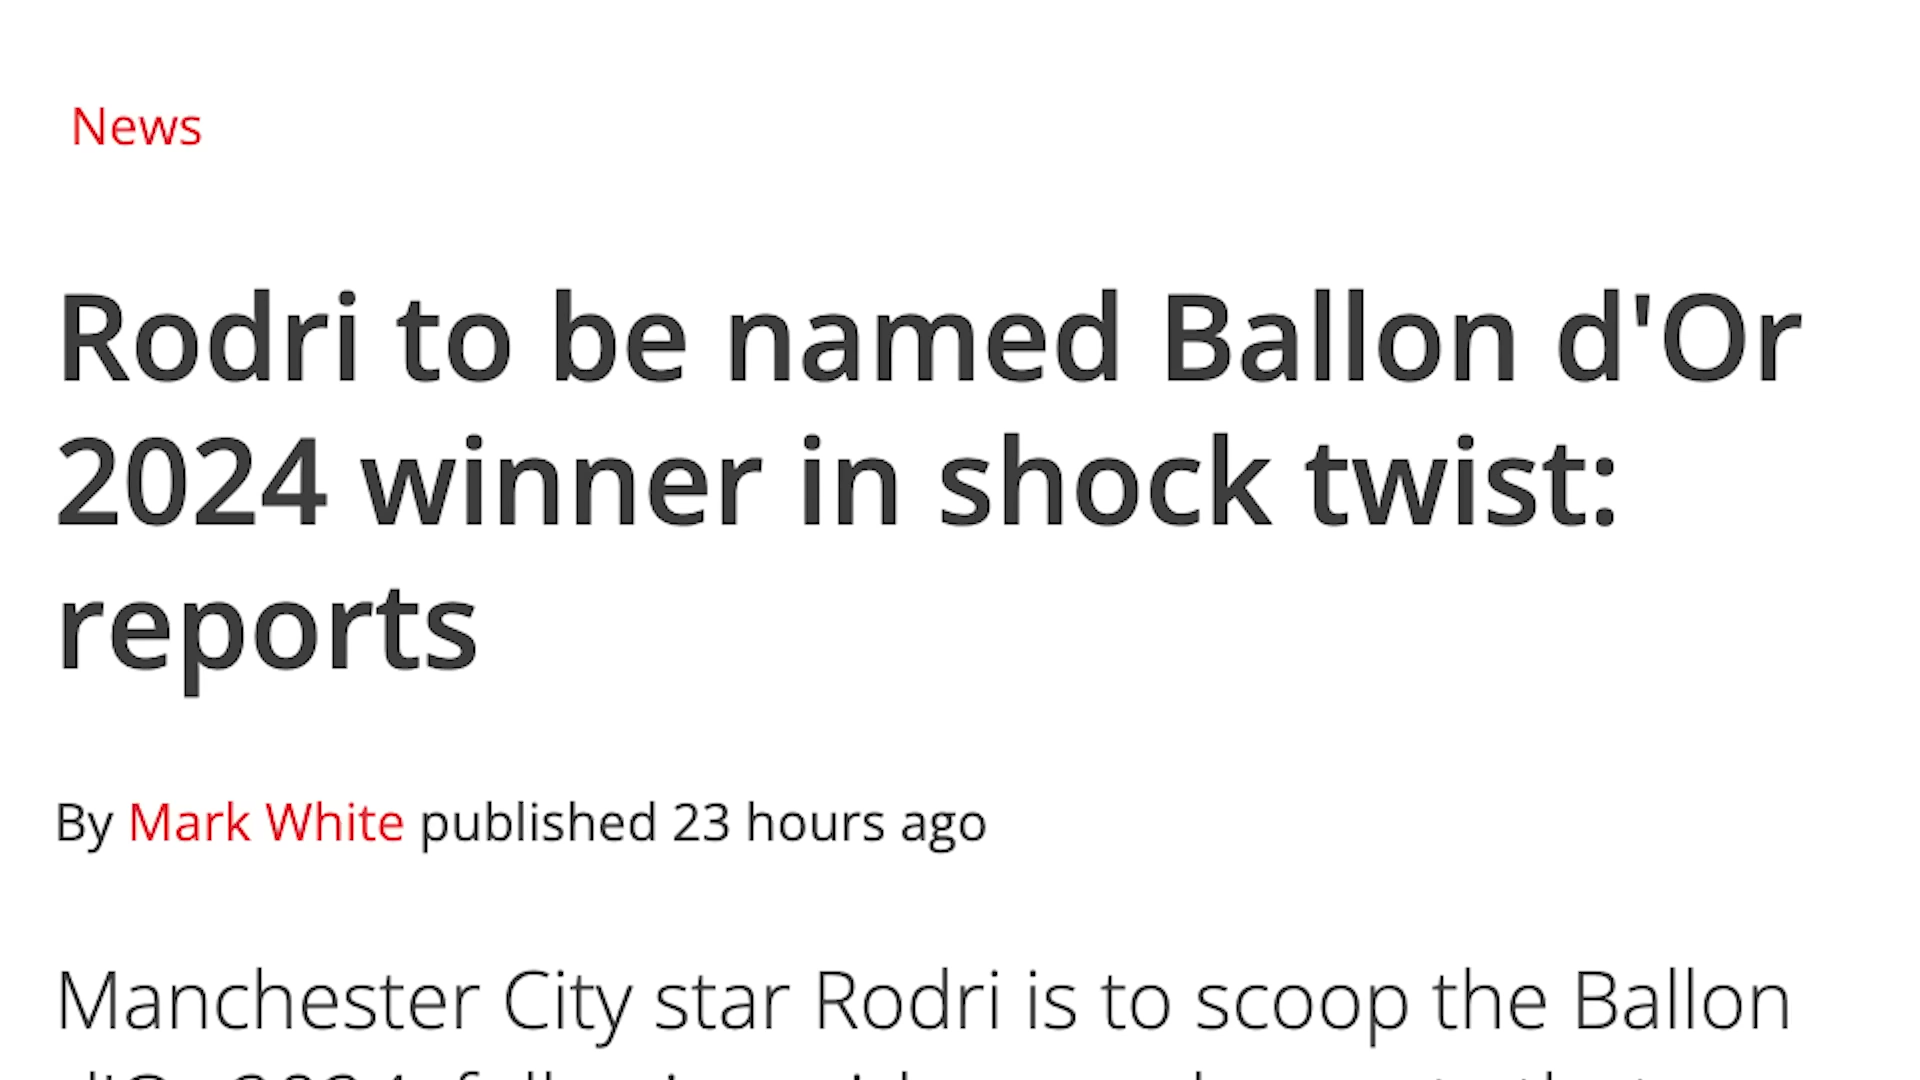 News
Rodri to be named Ballon d'Or
2024 winner in shock twist:
reports
By Mark White published 23 hours ago
Manchester City star Rodri is to scoop the Ballon